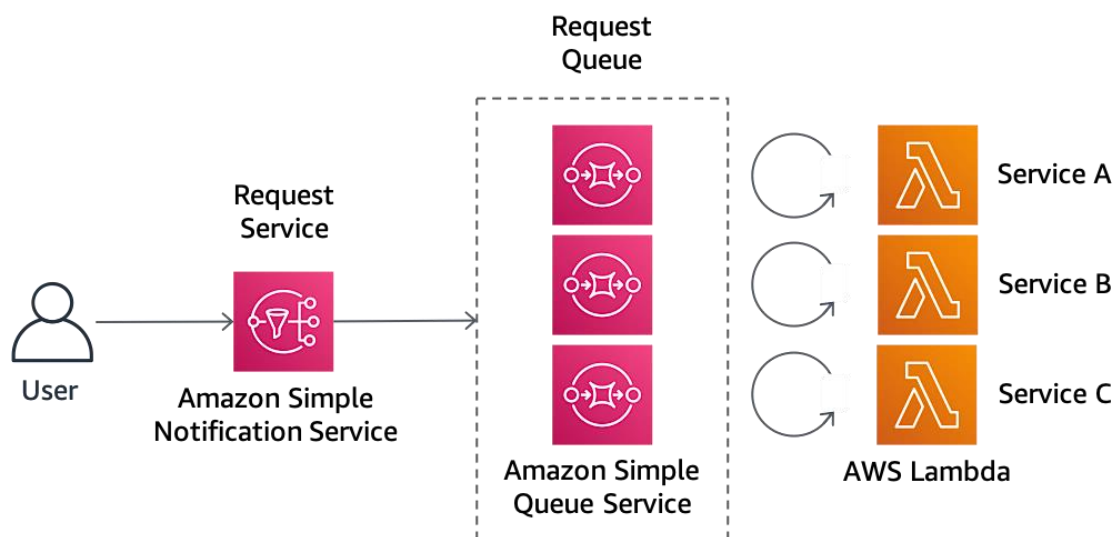 Request
Queue
Request
Service
User
Amazon Simple
Notification Service
Amazon Simple
Queue Service
Service A
Service B
Service C
AWS Lambda